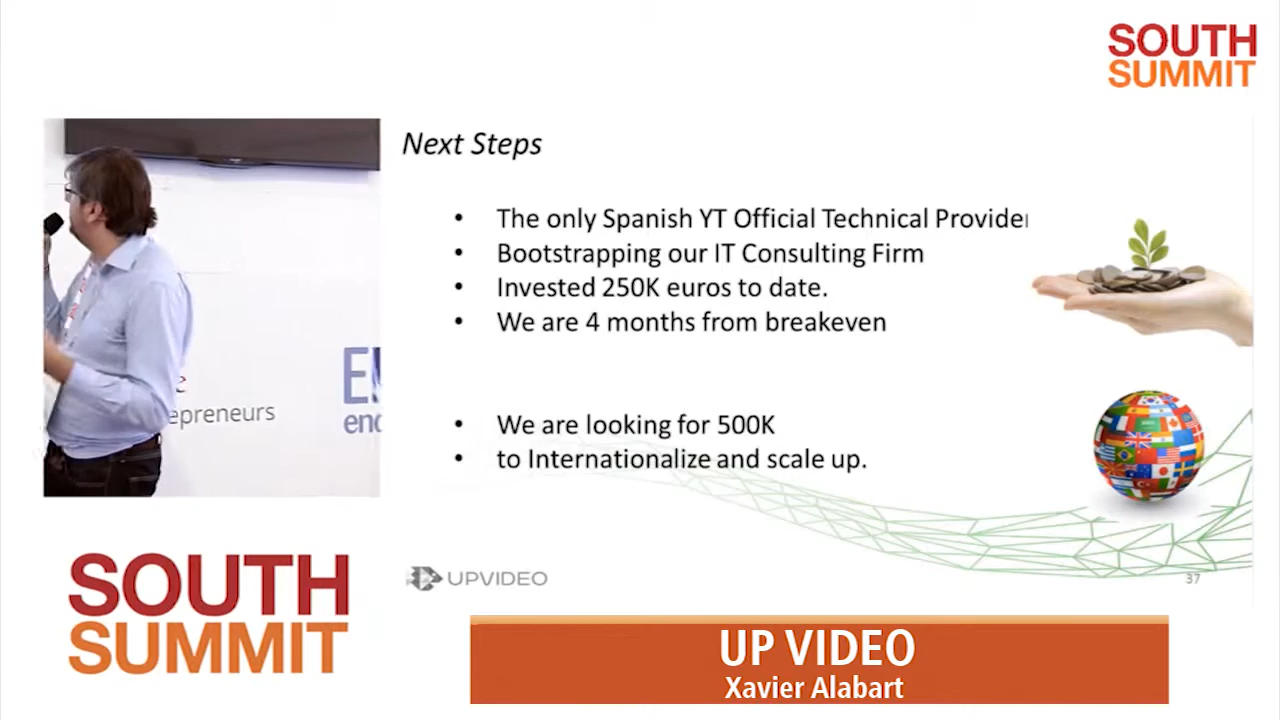 SOUTH
SUMMIT
Next Steps
• The only Spanish YT Official Technical Provider
• Bootstrapping our IT Consulting Firm
• Invested 250K euros to date.
• We are 4 months from breakeven
• We are looking for 500K
• to Internationalize and scale up.
epreneurs
SOUTH
SUMMIT
UPVIDEO
37
UP VIDEO
Xavier Alabart